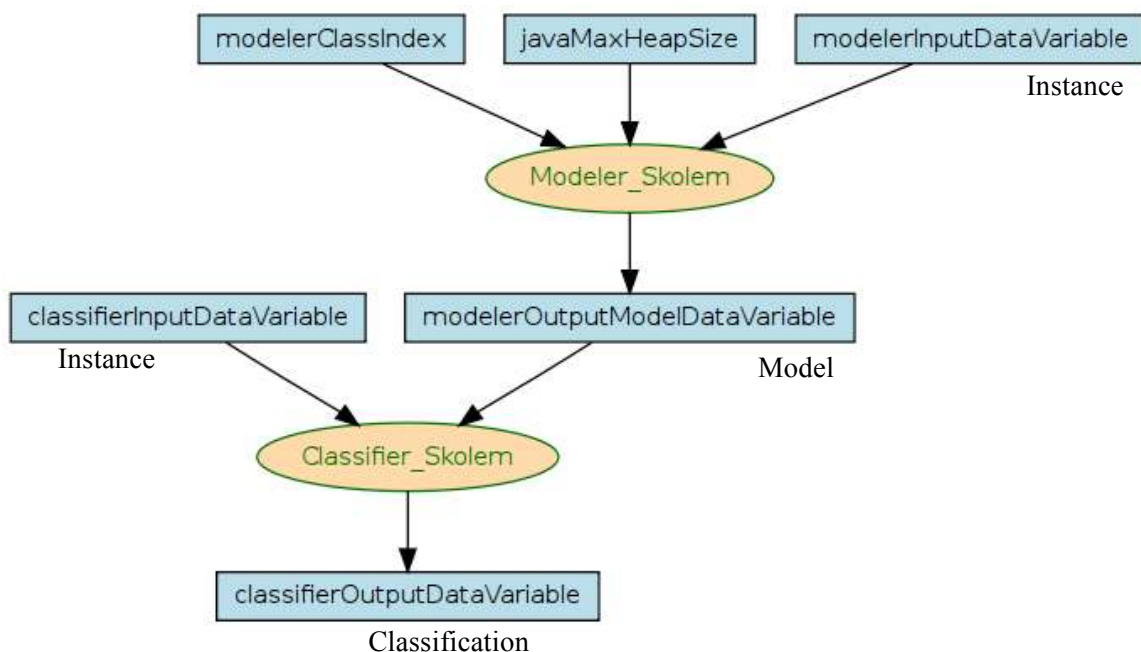 modelerClassIndex
javaMaxHeapSize
modelerInputDataVariable
Instance
Modeler_Skolem
classifierInputDataVariable
modelerOutputModelDataVariable
Instance
Model
Classifier_Skolem
classifierOutputDataVariable
Classification